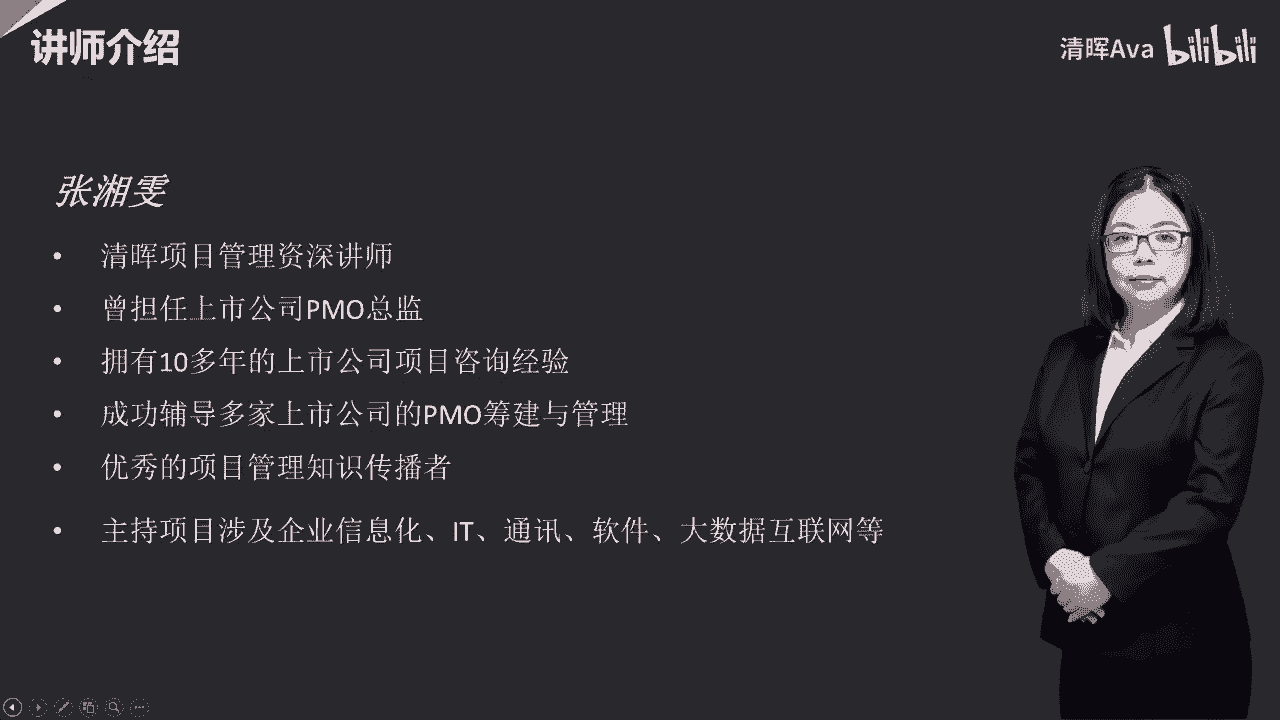 讲师介绍
清晖Ava bilibili
张湘雯
• 清晖项目管理资深讲师
• 曾担任上市公司PMO总监
• 拥有10多年的上市公司项目咨询经验
• 成功辅导多家上市公司的PMO筹建与管理
• 优秀的项目管理知识传播者
• 主持项目涉及企业信息化、IT、通讯、软件、大数据互联网等